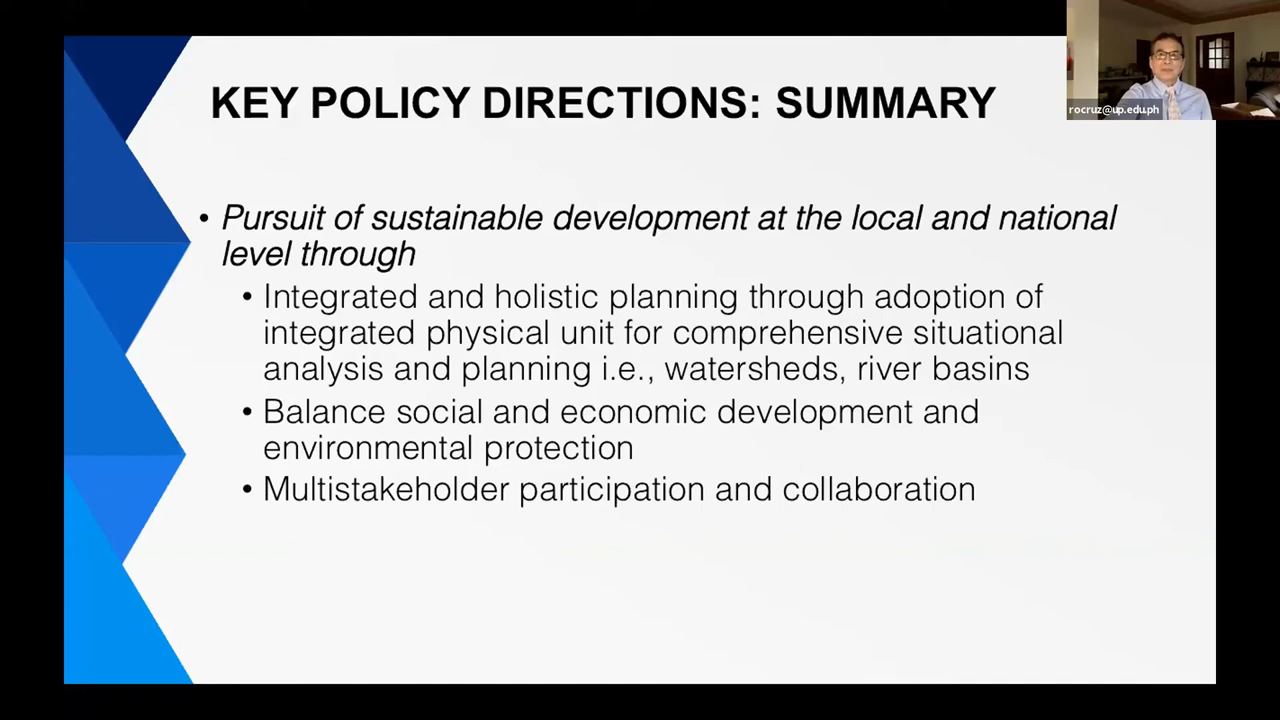 KEY POLICY DIRECTIONS: SUMMARY
rocruz@up.edu.ph
• Pursuit of sustainable development at the local and national
level through
• Integrated and holistic planning through adoption of
integrated physical unit for comprehensive situational
analysis and planning i.e., watersheds, river basins
• Balance social and economic development and
environmental protection
• Multistakeholder participation and collaboration